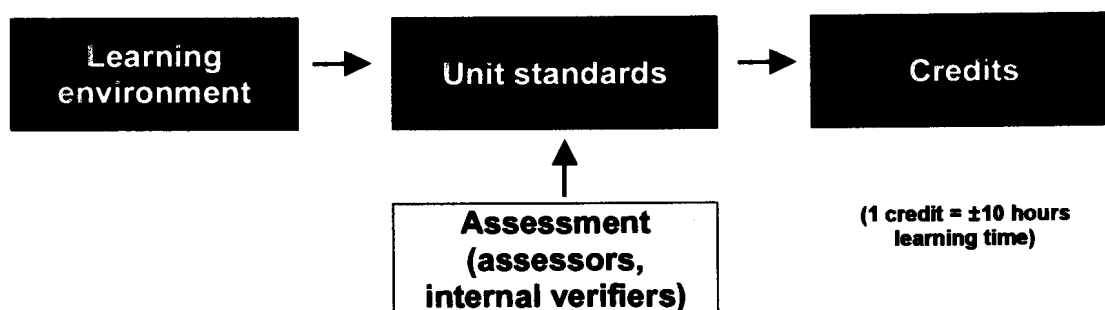 Learning
environment
Unit standards
Credits
Assessment
(assessors,
internal verifiers)
(1 credit = ±10 hours
learning time)